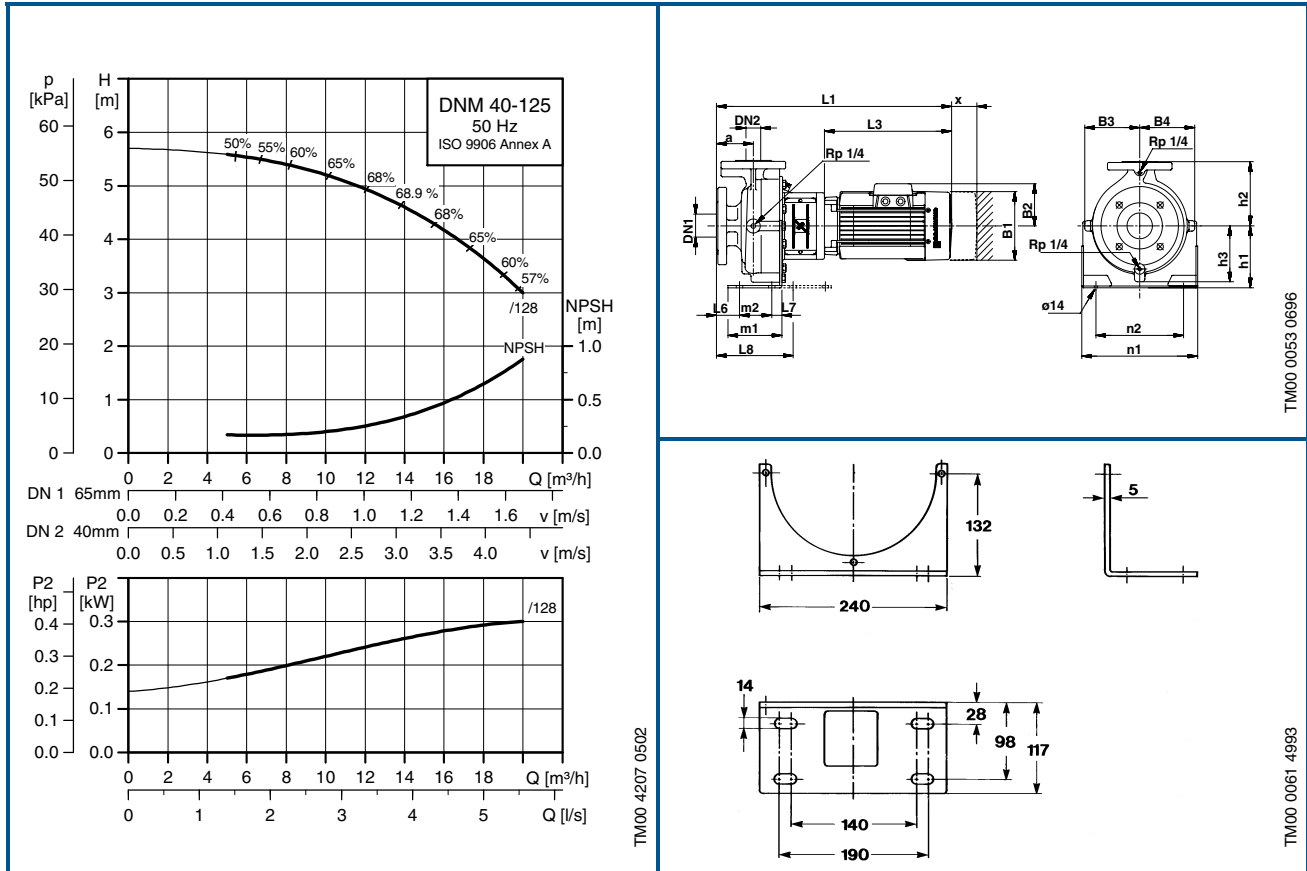 p H
[kPa] [m]
DNM 40-125
50 Hz
ISO 9906 Annex A
60
50
40
30
20
10
0
6
5
4
3
2
1
0
50% 55% 60% 65% 68% 68.9 % 68% 65% 60% 57%
/128
NPSH
[m]
NPSH
1.0
0.5
0.0
0 2 4 6 8 10 12 14 16 18 Q [m³/h]
DN 1 65mm
0.0 0.2 0.4 0.6 0.8 1.0 1.2 1.4 1.6 v [m/s]
DN 2 40mm
0.0 0.5 1.0 1.5 2.0 2.5 3.0 3.5 4.0 v [m/s]
P2 P2
[hp] [kW]
0.4
0.3
0.2
0.1
0.0
0.3
0.2
0.1
0.0
/128
0 2 4 6 8 10 12 14 16 18 Q [m³/h]
0 1 2 3 4 5 Q [l/s]
TM00 4207 0502
L1 x
DN2 L3
a
Rp 1/4
DN1
B2
B1
L6 m2 L7
m1
L8
B3 B4
Rp 1/4
h2
Rp 1/4
h3
h1
ø14
n2
n1
TM00 0053 0696
132
240
5
14
28
98
117
140
190
TM00 0061 4993